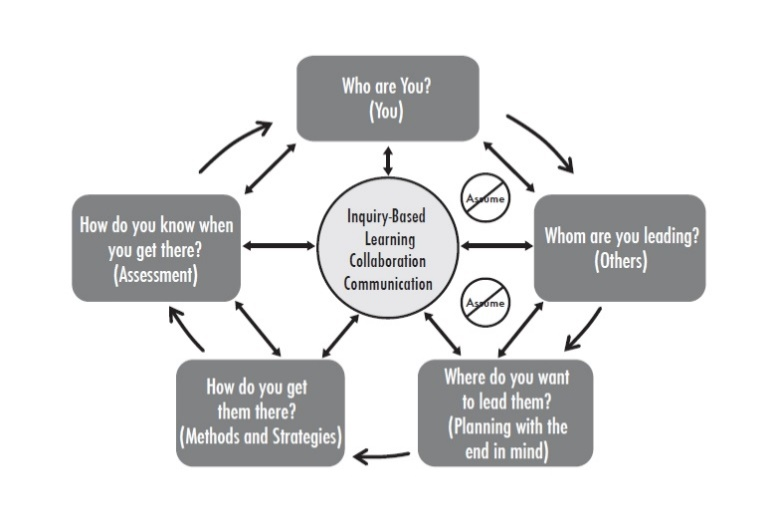 Who are You?
(You)
Assume
How do you know when
you get there?
(Assessment)
Inquiry-Based
Learning
Collaboration
Communication
Whom are you leading?
(Others)
Assume
How do you get
them there?
(Methods and Strategies)
Where do you want
to lead them?
(Planning with the
end in mind)